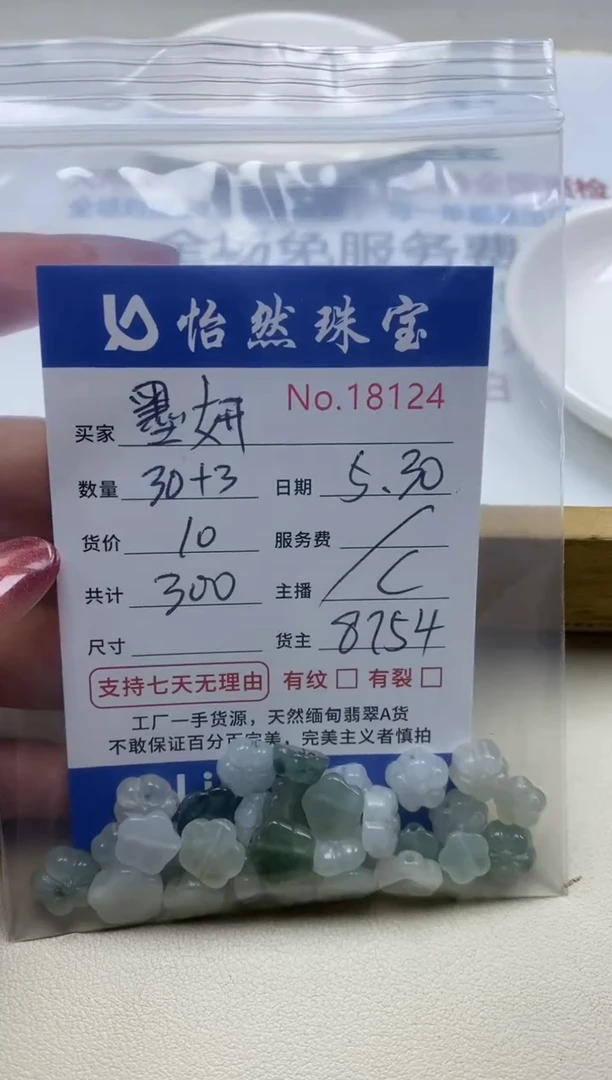 全场免服务费
怡然珠宝
No.18124
买家 墨妍
数量 30+3 日期 5.30
货价 10 服务费 /
共计 300 主播 C
尺寸 货主 8754
支持七天无理由 有纹 □ 有裂 □
工厂一手货源，天然缅甸翡翠A货
不敢保证百分百完美，完美主义者慎拍